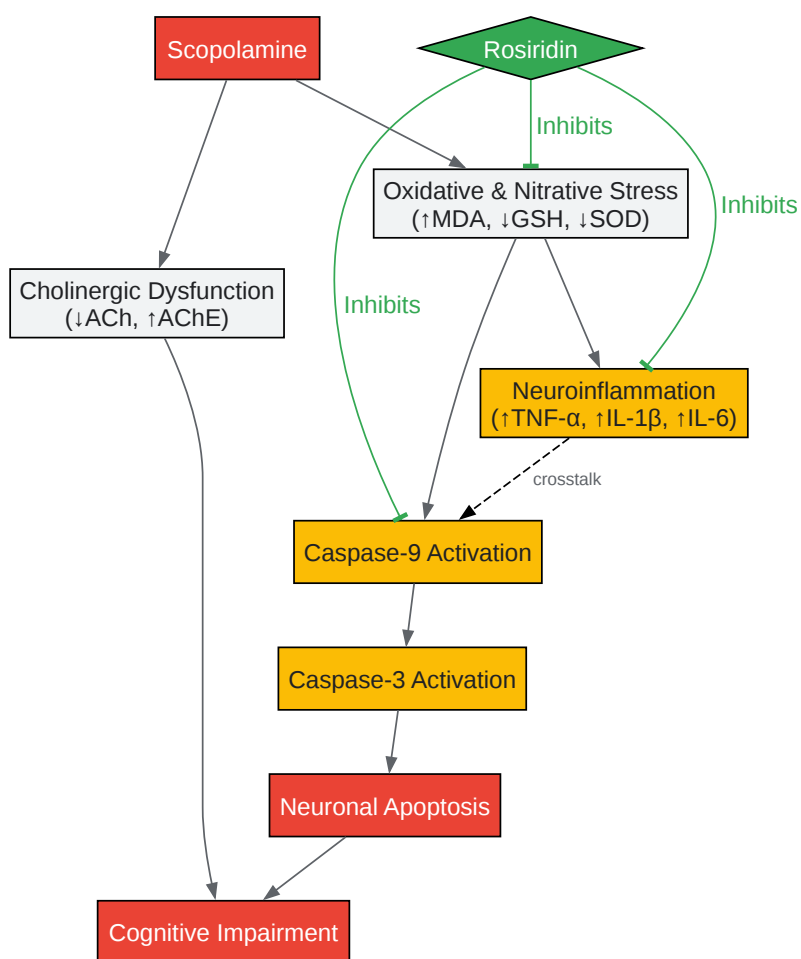 Scopolamine
Rosiridin
Inhibits
Oxidative & Nitrative Stress
(↑MDA, ↓GSH, ↓SOD)
Inhibits
Cholinergic Dysfunction
(↓ACh, ↑AChE)
Inhibits
Neuroinflammation
(↑TNF-α, ↑IL-1β, ↑IL-6)
crosstalk
Caspase-9 Activation
Caspase-3 Activation
Neuronal Apoptosis
Cognitive Impairment